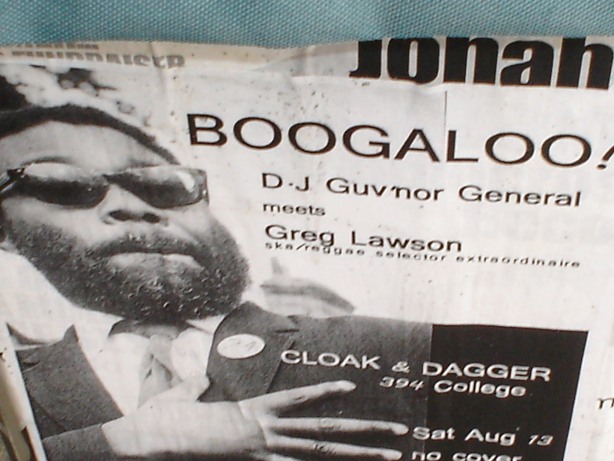 FUNDRAISER
Jonah
BOOGALOO!
D·J Guv'nor General
meets
Greg Lawson
ska/reggae selector extraordinaire
CLOAK & DAGGER
394 College
Sat Aug 13
no cover